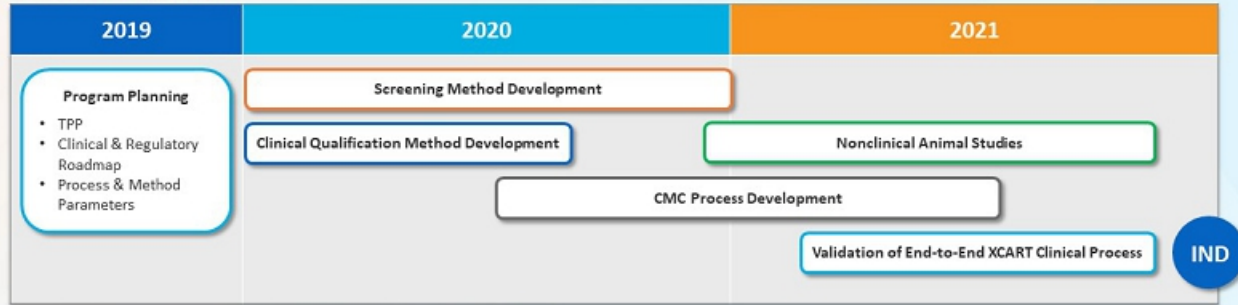 2019
2020
2021
Program Planning
• TPP
• Clinical & Regulatory
Roadmap
• Process & Method
Parameters
Screening Method Development
Clinical Qualification Method Development
Nonclinical Animal Studies
CMC Process Development
Validation of End-to-End XCART Clinical Process
IND